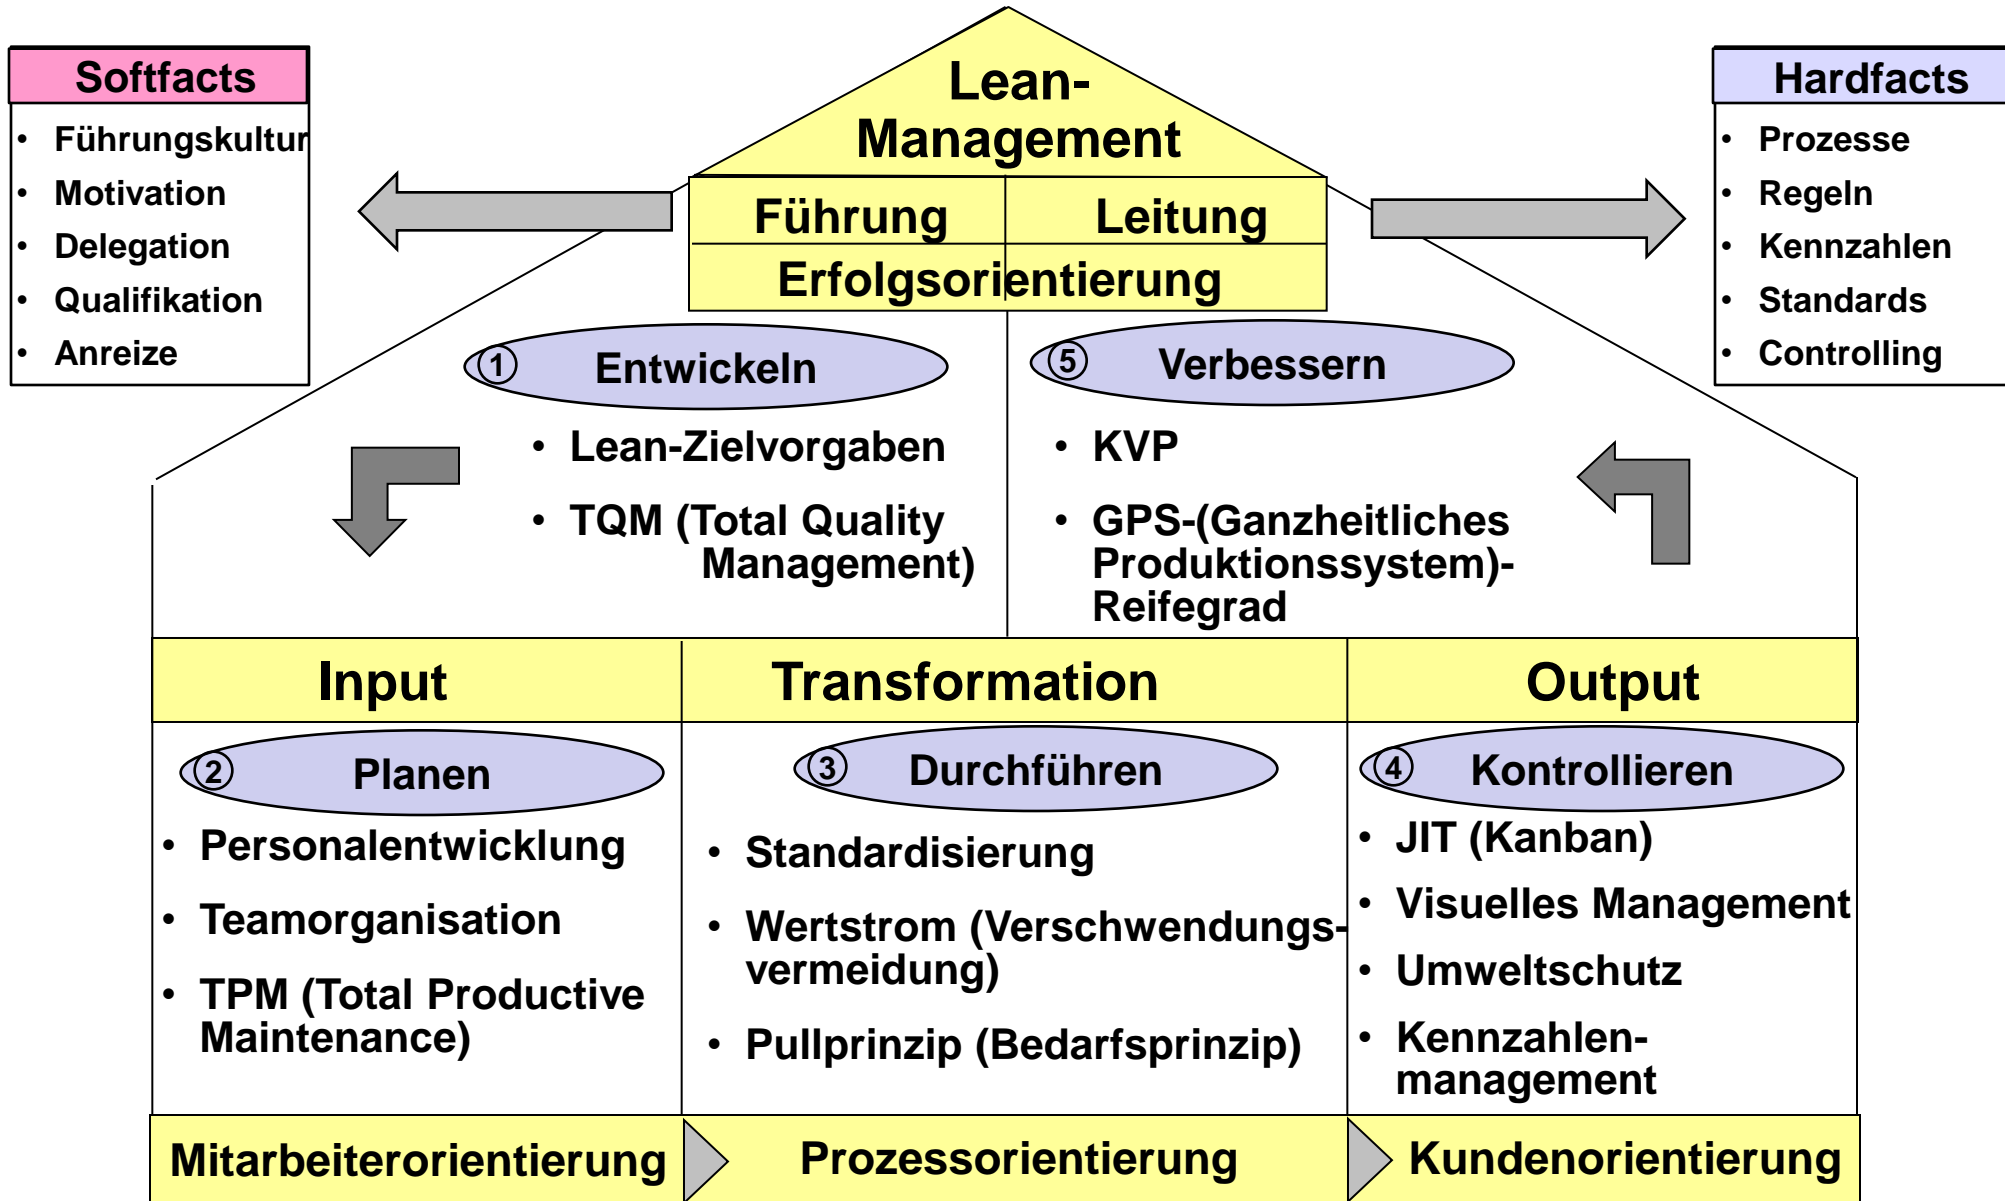 Softfacts
• Führungskultur
• Motivation
• Delegation
• Qualifikation
• Anreize
Lean-
Management
Führung
Leitung
Erfolgsorientierung
Hardfacts
• Prozesse
• Regeln
• Kennzahlen
• Standards
• Controlling
1 Entwickeln
• Lean-Zielvorgaben
• TQM (Total Quality
Management)
5 Verbessern
• KVP
• GPS-(Ganzheitliches
Produktionssystem)-
Reifegrad
Input
Transformation
Output
2 Planen
• Personalentwicklung
• Teamorganisation
• TPM (Total Productive
Maintenance)
3 Durchführen
• Standardisierung
• Wertstrom (Verschwendungs-
vermeidung)
• Pullprinzip (Bedarfsprinzip)
4 Kontrollieren
• JIT (Kanban)
• Visuelles Management
• Umweltschutz
• Kennzahlen-
management
Mitarbeiterorientierung
Prozessorientierung
Kundenorientierung